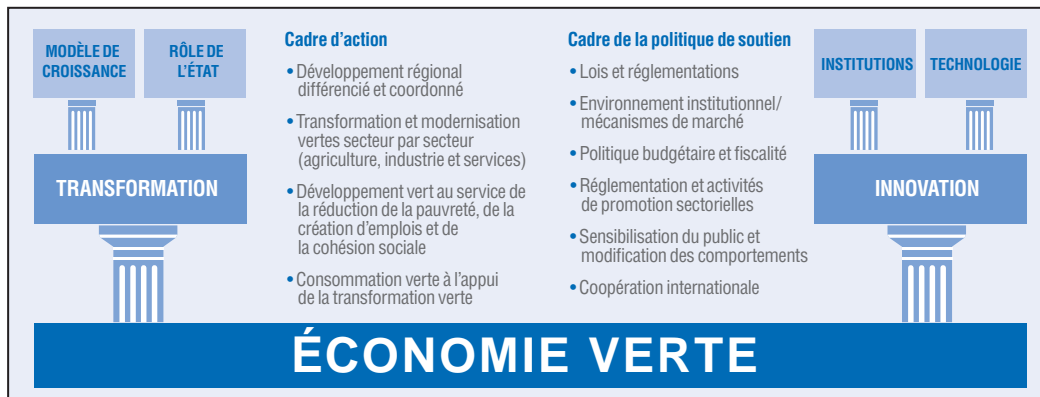 MODÈLE DE
CROISSANCE
RÔLE DE
L'ÉTAT
TRANSFORMATION
Cadre d'action
• Développement régional
différencié et coordonné
• Transformation et modernisation
vertes secteur par secteur
(agriculture, industrie et services)
• Développement vert au service de
la réduction de la pauvreté, de la
création d'emplois et de
la cohésion sociale
• Consommation verte à l'appui
de la transformation verte
Cadre de la politique de soutien
• Lois et réglementations
• Environnement institutionnel/
mécanismes de marché
• Politique budgétaire et fiscalité
• Réglementation et activités
de promotion sectorielles
• Sensibilisation du public et
modification des comportements
• Coopération internationale
INSTITUTIONS
TECHNOLOGIE
INNOVATION
ÉCONOMIE VERTE